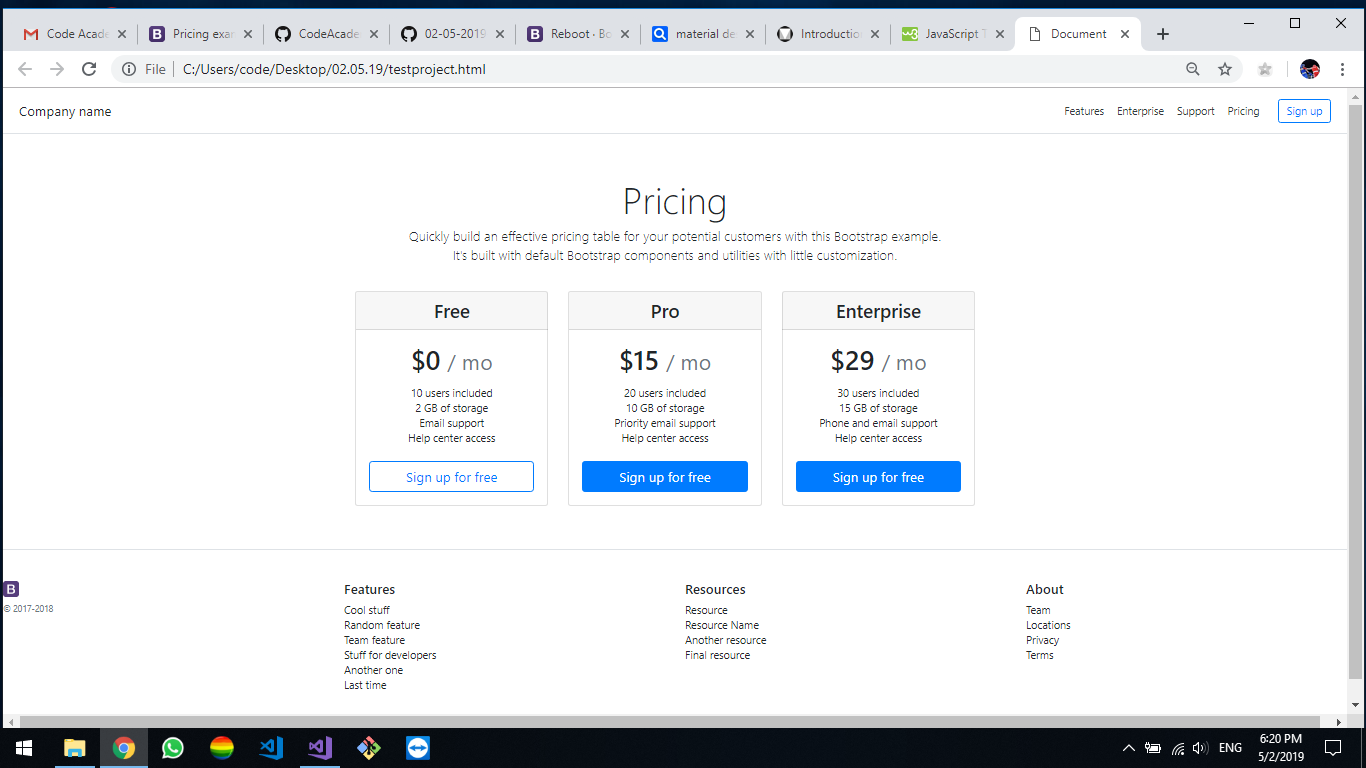 Code Acade
Pricing exar
CodeAcade
02-05-2019
Reboot · Bo
material de
Introduction
JavaScript T
Document
File
C:/Users/code/Desktop/02.05.19/testproject.html
Company name
Features
Enterprise
Support
Pricing
Sign up
Pricing
Quickly build an effective pricing table for your potential customers with this Bootstrap example.
It's built with default Bootstrap components and utilities with little customization.
Free
$0 / mo
10 users included
2 GB of storage
Email support
Help center access
Sign up for free
Pro
$15 / mo
20 users included
10 GB of storage
Priority email support
Help center access
Sign up for free
Enterprise
$29 / mo
30 users included
15 GB of storage
Phone and email support
Help center access
Sign up for free
B
© 2017-2018
Features
Cool stuff
Random feature
Team feature
Stuff for developers
Another one
Last time
Resources
Resource
Resource Name
Another resource
Final resource
About
Team
Locations
Privacy
Terms
ENG
6:20 PM
5/2/2019